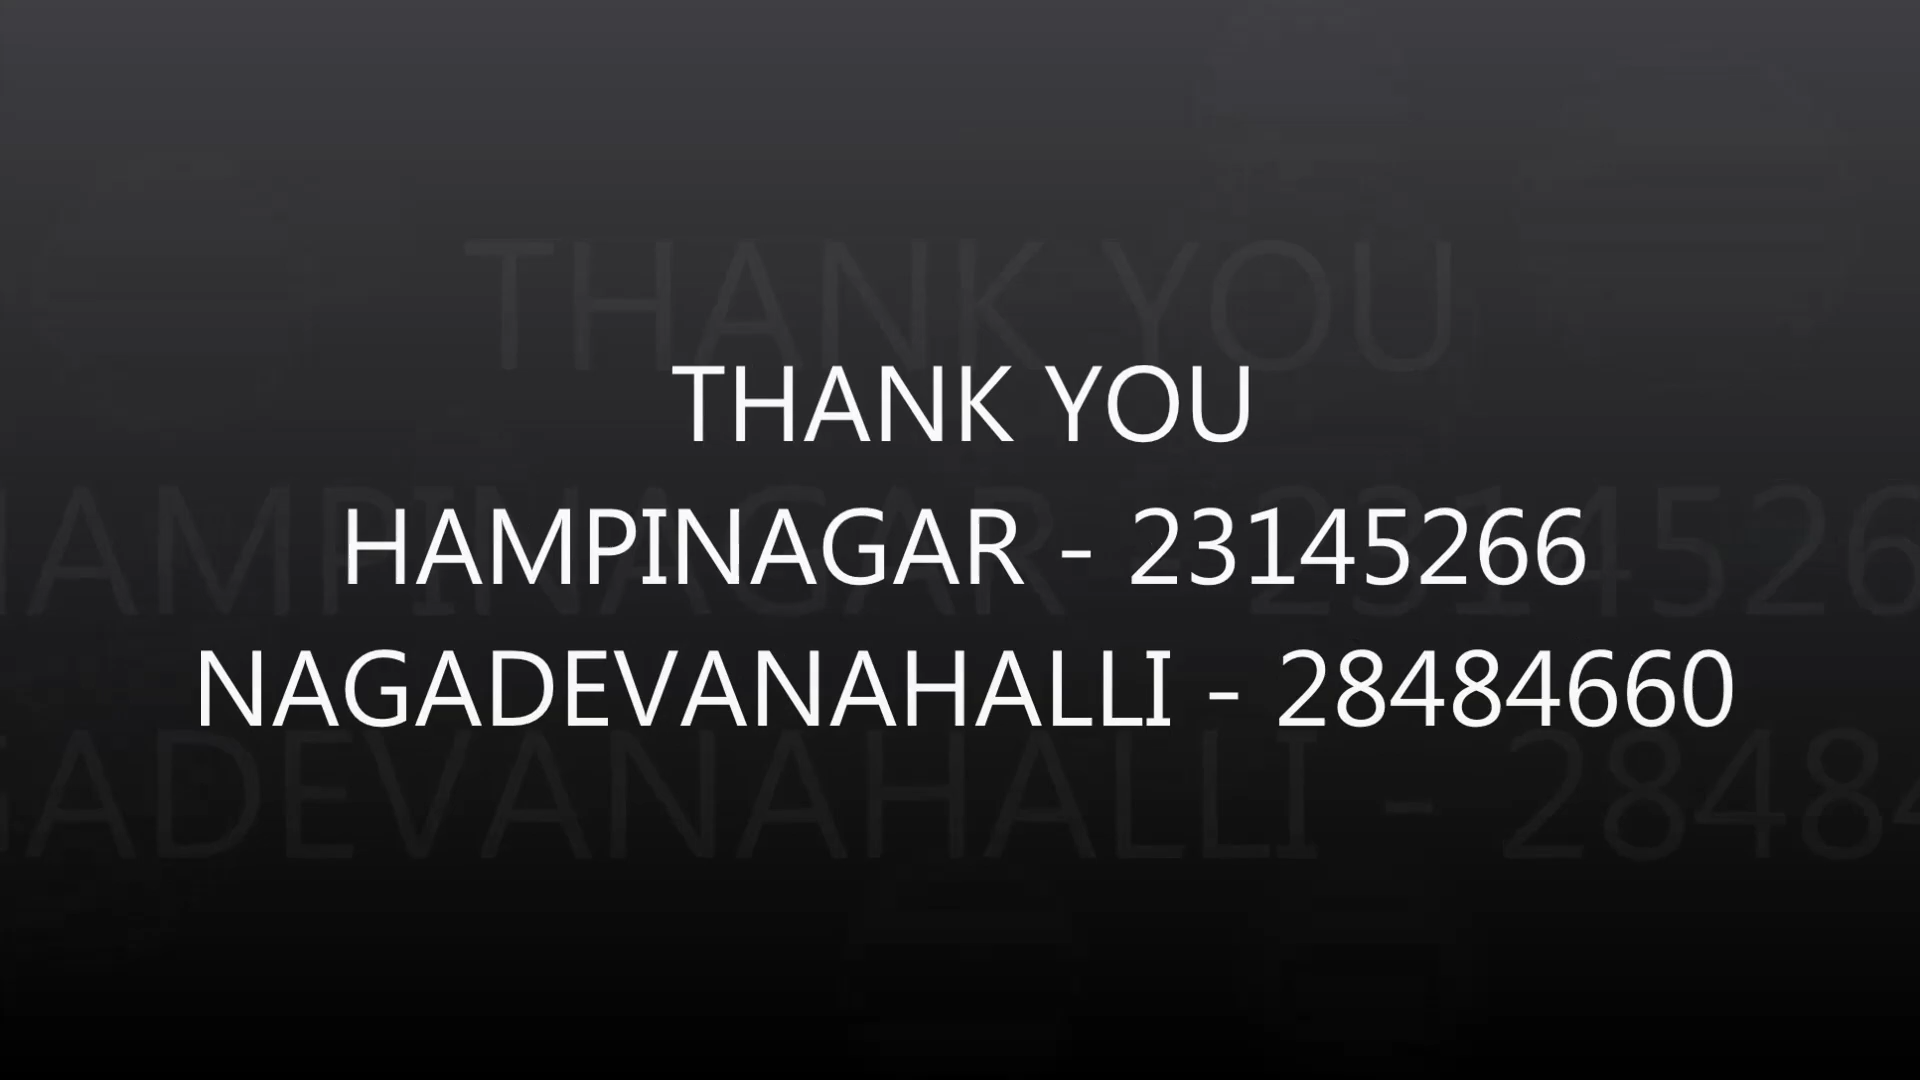 THANK YOU
HAMPINAGAR - 23145266
NAGADEVANAHALLI - 28484660